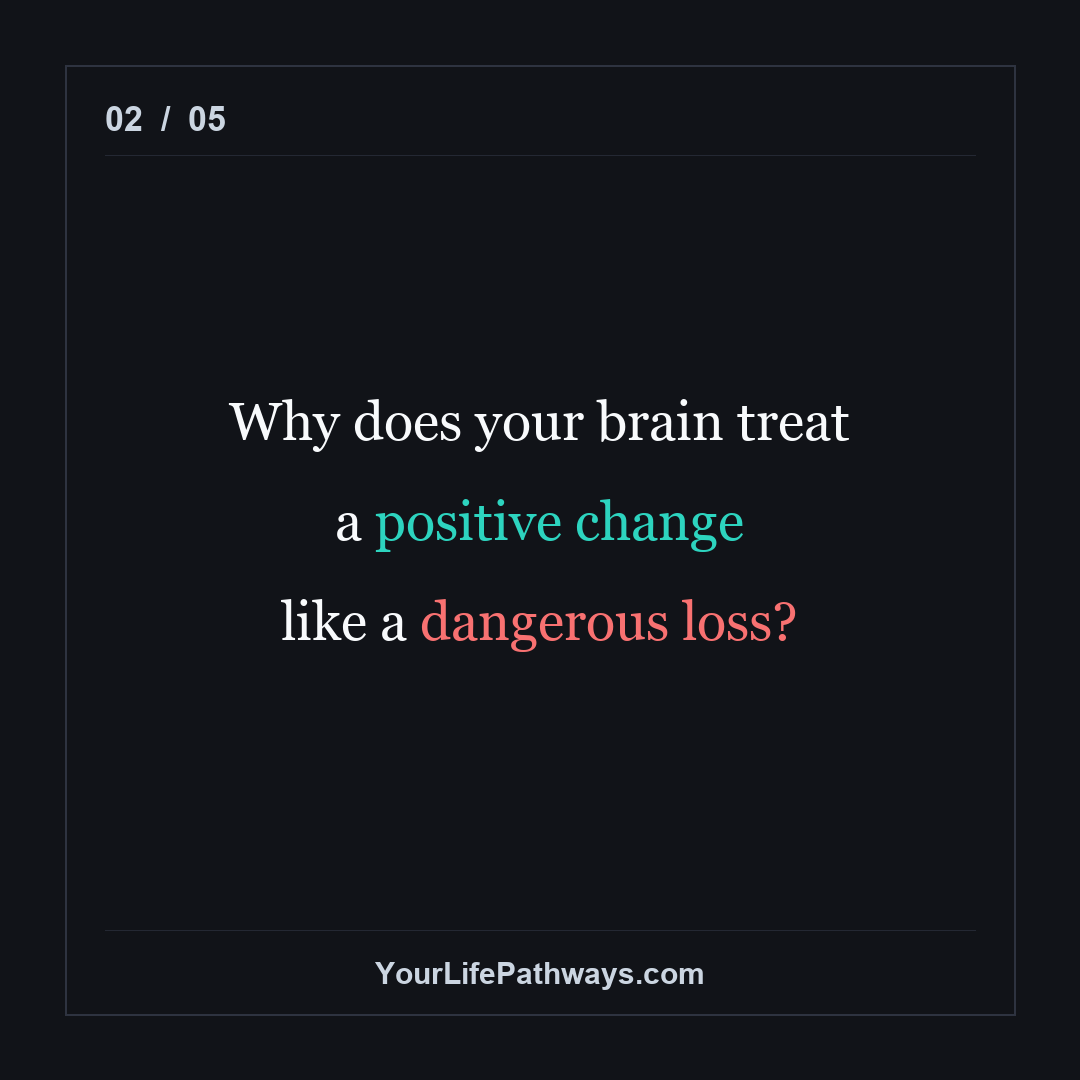 02 / 05
Why does your brain treat
a positive change
like a dangerous loss?
YourLifePathways.com